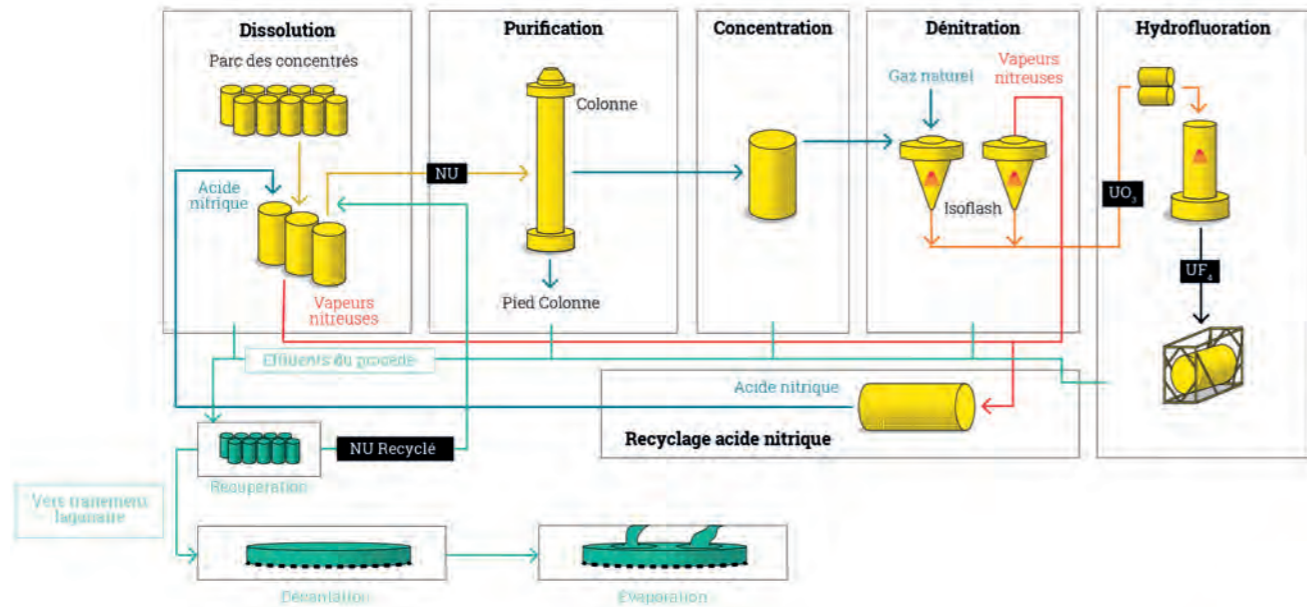 Dissolution
Parc des concentrés
Acide
nitrique
Vapeurs
nitreuses
Purification
Colonne
NU
Pied Colonne
Concentration
Dénitration
Gaz naturel
Vapeurs
nitreuses
Isoflash
Hydrofluoration
UO₃
UF₄
Effluents du procédé
Acide nitrique
Recyclage acide nitrique
NU Recyclé
Récupération
Vers traitement
lagunaire
Décantation
Évaporation